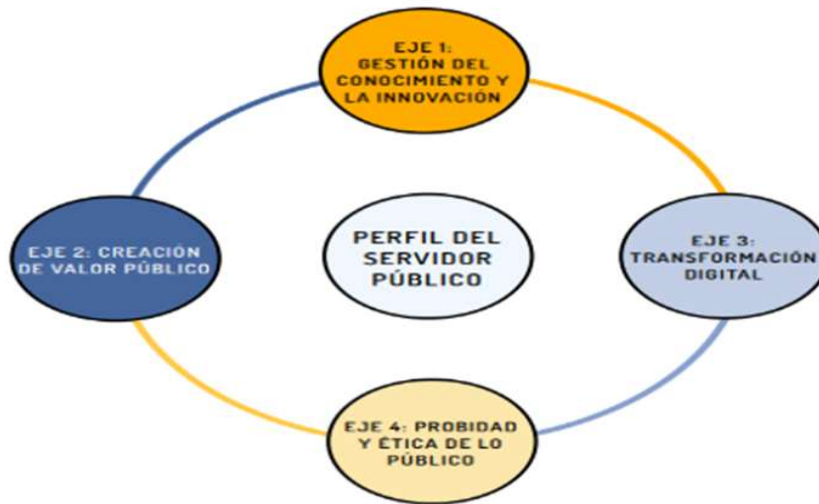 EJE 1:
GESTIÓN DEL
CONOCIMIENTO Y
LA INNOVACIÓN
EJE 2: CREACIÓN
DE VALOR PÚBLICO
PERFIL DEL
SERVIDOR
PÚBLICO
EJE 3:
TRANSFORMACIÓN
DIGITAL
EJE 4: PROBIDAD
Y ÉTICA DE LO
PÚBLICO